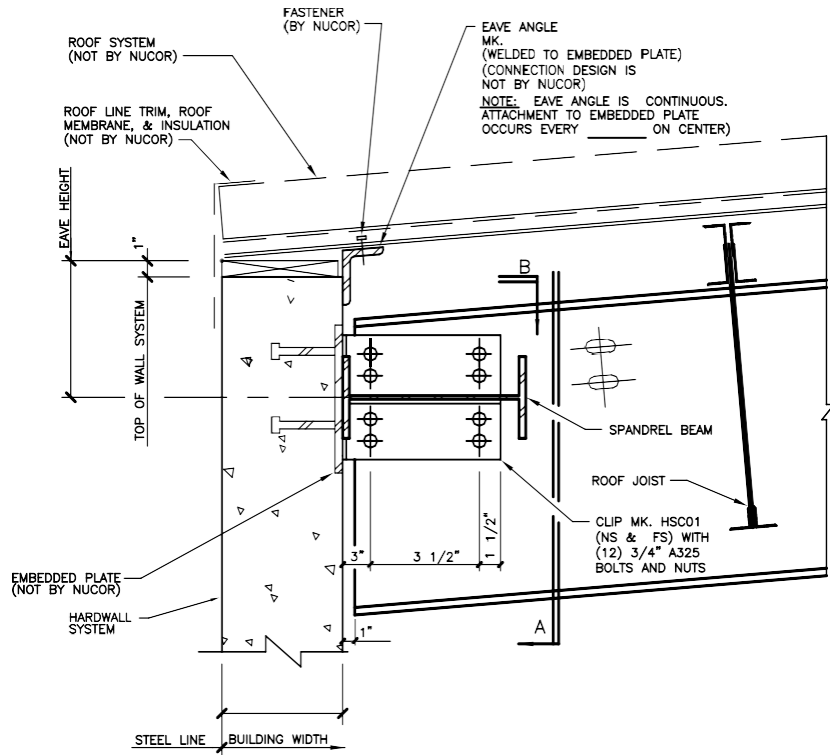 FASTENER
(BY NUCOR)
EAVE ANGLE
MK.
(WELDED TO EMBEDDED PLATE)
(CONNECTION DESIGN IS
NOT BY NUCOR)
NOTE: EAVE ANGLE IS CONTINUOUS.
ATTACHMENT TO EMBEDDED PLATE
OCCURS EVERY ______ ON CENTER)
ROOF SYSTEM
(NOT BY NUCOR)
ROOF LINE TRIM, ROOF
MEMBRANE, & INSULATION
(NOT BY NUCOR)
EAVE HEIGHT
1"
TOP OF WALL SYSTEM
B
SPANDREL BEAM
ROOF JOIST
CLIP MK. HSC01
(NS & FS) WITH
(12) 3/4" A325
BOLTS AND NUTS
3"
3 1/2"
1 1/2"
EMBEDDED PLATE
(NOT BY NUCOR)
HARDWALL
SYSTEM
1"
A
STEEL LINE
BUILDING WIDTH